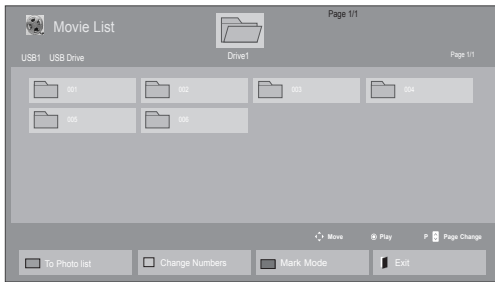 Page 1/1
Movie List
USB1 USB Drive
Drive1
Page 1/1
001
002
003
004
005
006
Move
Play
P Page Change
To Photo list
Change Numbers
Mark Mode
Exit